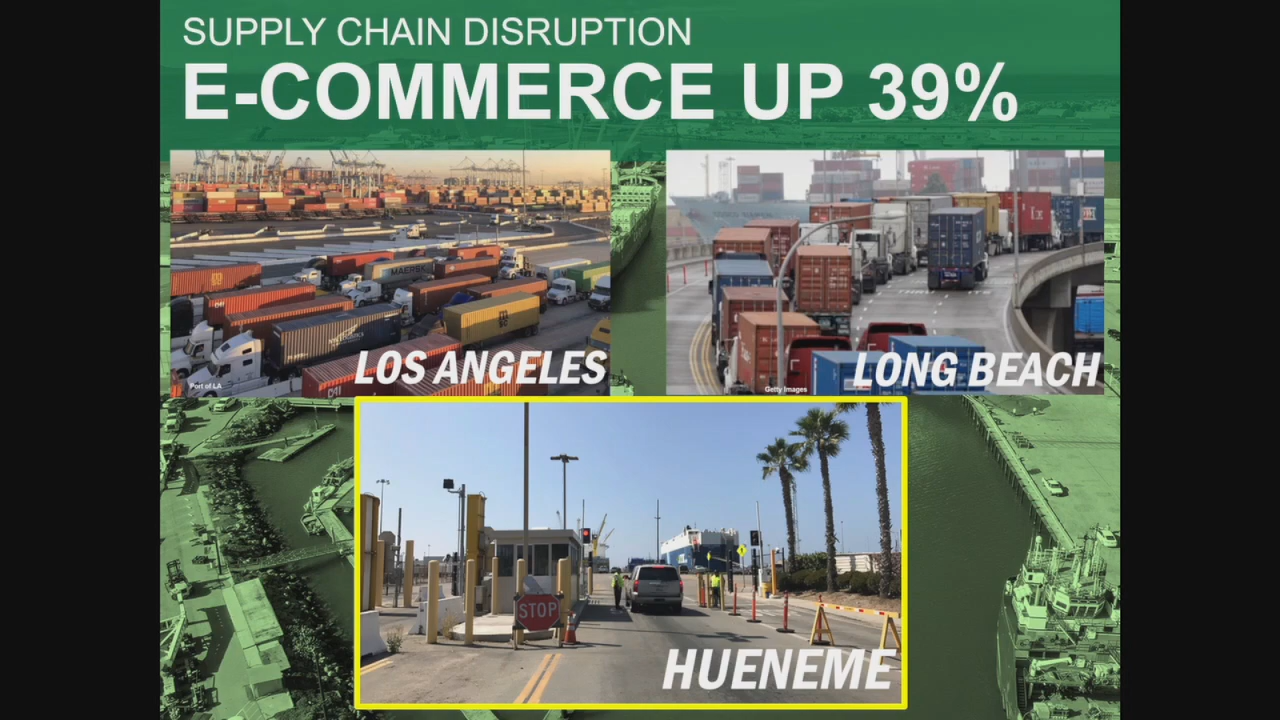 SUPPLY CHAIN DISRUPTION
E-COMMERCE UP 39%
MAERSK
Port of LA
LOS ANGELES
Getty Images
LONG BEACH
STOP
HUENEME